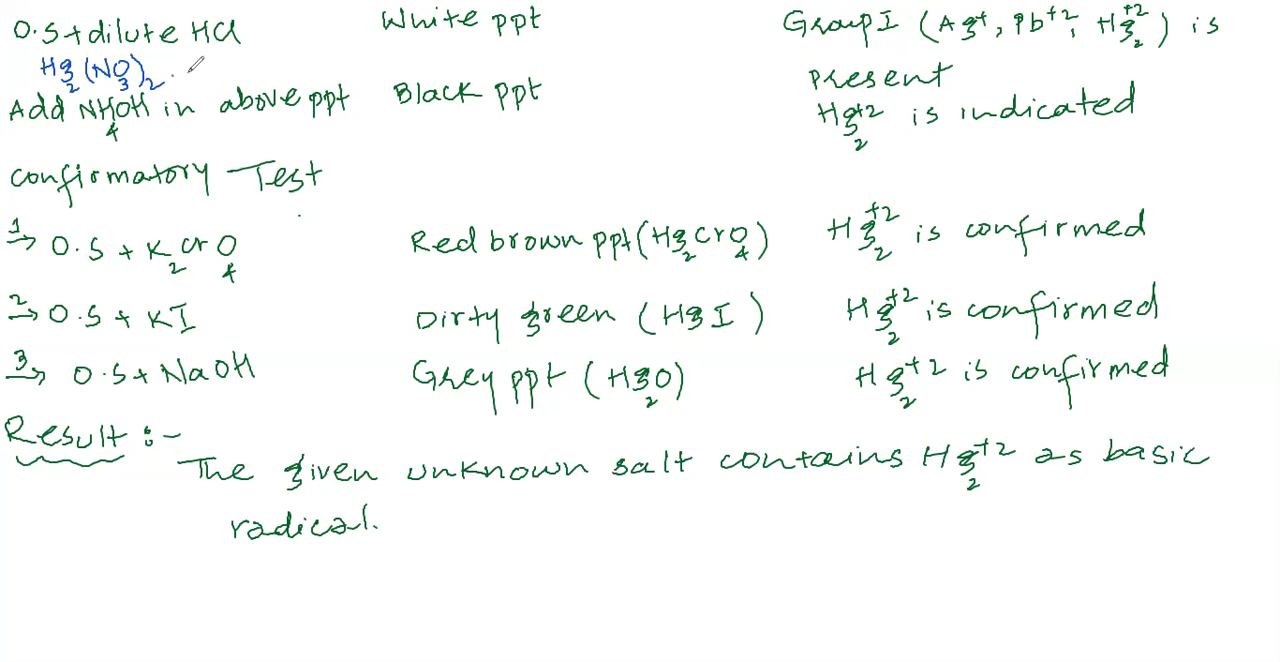 O.S + dilute HCl White ppt Group I (Ag⁺, Pb⁺², Hg₂⁺²) is
Hg₂(NO₃)₂. present
Add NH₄OH in above ppt Black ppt Hg₂⁺² is indicated
confirmatory Test
1→ O.S + K₂CrO₄ Red brown ppt (Hg₂CrO₄) Hg₂⁺² is confirmed
2→ O.S + KI Dirty green (HgI) Hg₂⁺² is confirmed
3→ O.S + NaOH Grey ppt (Hg₂O) Hg₂⁺² is confirmed
Result :-
The given unknown salt contains Hg₂⁺² as basic
radical.